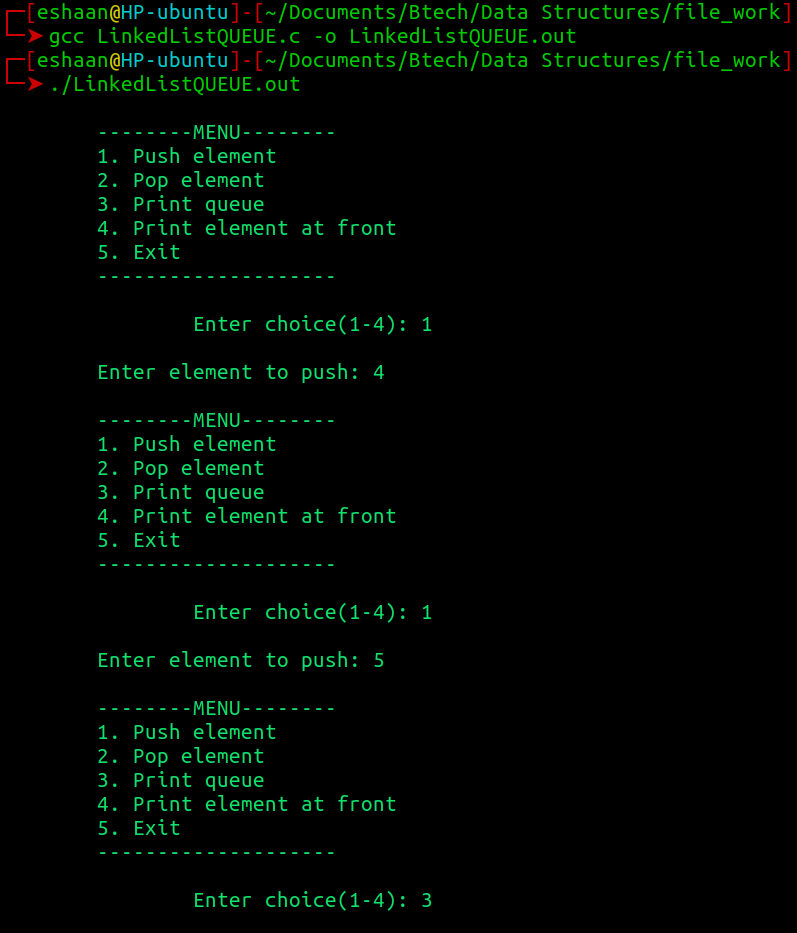 [eshaan@HP-ubuntu]-[~/Documents/Btech/Data Structures/file_work]
gcc LinkedListQUEUE.c -o LinkedListQUEUE.out
[eshaan@HP-ubuntu]-[~/Documents/Btech/Data Structures/file_work]
./LinkedListQUEUE.out
--------MENU--------
1. Push element
2. Pop element
3. Print queue
4. Print element at front
5. Exit
--------------------
Enter choice(1-4): 1
Enter element to push: 4
--------MENU--------
1. Push element
2. Pop element
3. Print queue
4. Print element at front
5. Exit
--------------------
Enter choice(1-4): 1
Enter element to push: 5
--------MENU--------
1. Push element
2. Pop element
3. Print queue
4. Print element at front
5. Exit
--------------------
Enter choice(1-4): 3